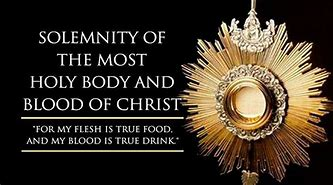 SOLEMNITY OF
THE MOST
HOLY BODY AND
BLOOD OF CHRIST
"FOR MY FLESH IS TRUE FOOD,
AND MY BLOOD IS TRUE DRINK."